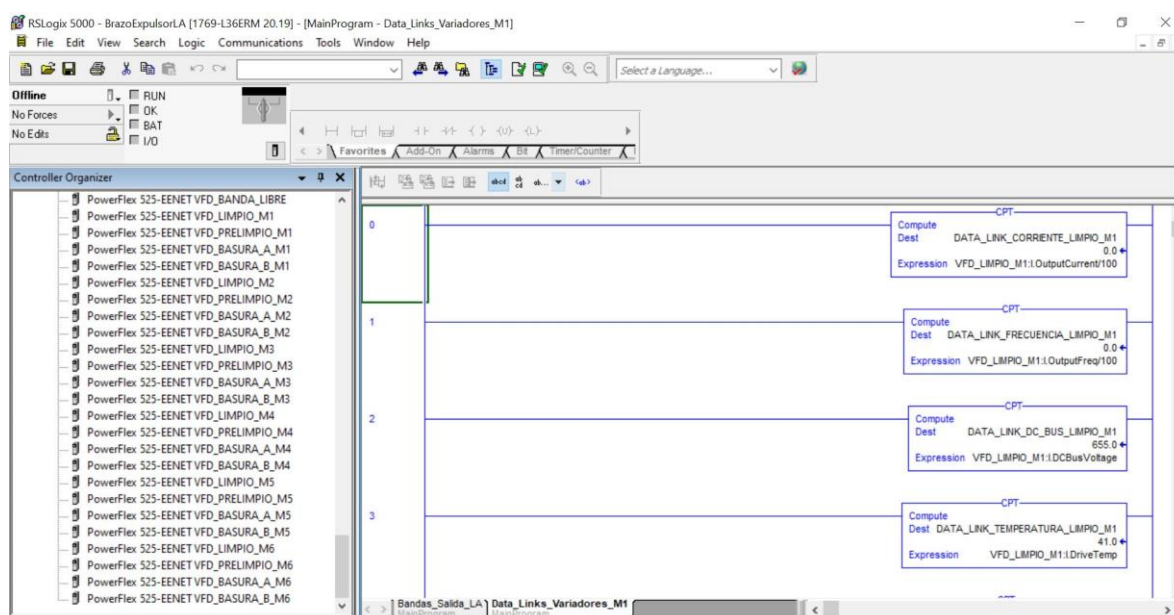 RSLogix 5000 - BrazoExpulsorLA [1769-L36ERM 20.19] - [MainProgram - Data_Links_Variadores_M1]
File Edit View Search Logic Communications Tools Window Help
Select a Language...
Offline
RUN
No Forces
OK
BAT
No Edits
I/O
Favorites Add-On Alarms Bit Timer/Counter
Controller Organizer
PowerFlex 525-EENET VFD_BANDA_LIBRE
PowerFlex 525-EENET VFD_LIMPIO_M1
PowerFlex 525-EENET VFD_PRELIMPIO_M1
PowerFlex 525-EENET VFD_BASURA_A_M1
PowerFlex 525-EENET VFD_BASURA_B_M1
PowerFlex 525-EENET VFD_LIMPIO_M2
PowerFlex 525-EENET VFD_PRELIMPIO_M2
PowerFlex 525-EENET VFD_BASURA_A_M2
PowerFlex 525-EENET VFD_BASURA_B_M2
PowerFlex 525-EENET VFD_LIMPIO_M3
PowerFlex 525-EENET VFD_PRELIMPIO_M3
PowerFlex 525-EENET VFD_BASURA_A_M3
PowerFlex 525-EENET VFD_BASURA_B_M3
PowerFlex 525-EENET VFD_LIMPIO_M4
PowerFlex 525-EENET VFD_PRELIMPIO_M4
PowerFlex 525-EENET VFD_BASURA_A_M4
PowerFlex 525-EENET VFD_BASURA_B_M4
PowerFlex 525-EENET VFD_LIMPIO_M5
PowerFlex 525-EENET VFD_PRELIMPIO_M5
PowerFlex 525-EENET VFD_BASURA_A_M5
PowerFlex 525-EENET VFD_BASURA_B_M5
PowerFlex 525-EENET VFD_LIMPIO_M6
PowerFlex 525-EENET VFD_PRELIMPIO_M6
PowerFlex 525-EENET VFD_BASURA_A_M6
PowerFlex 525-EENET VFD_BASURA_B_M6
0
CPT
Compute
Dest DATA_LINK_CORRIENTE_LIMPIO_M1
0.0
Expression VFD_LIMPIO_M1:I.OutputCurrent/100
1
CPT
Compute
Dest DATA_LINK_FRECUENCIA_LIMPIO_M1
0.0
Expression VFD_LIMPIO_M1:I.OutputFreq/100
2
CPT
Compute
Dest DATA_LINK_DC_BUS_LIMPIO_M1
655.0
Expression VFD_LIMPIO_M1:I.DCBusVoltage
3
CPT
Compute
Dest DATA_LINK_TEMPERATURA_LIMPIO_M1
41.0
Expression VFD_LIMPIO_M1:I.DriveTemp
Bandas_Salida_LA Data_Links_Variadores_M1